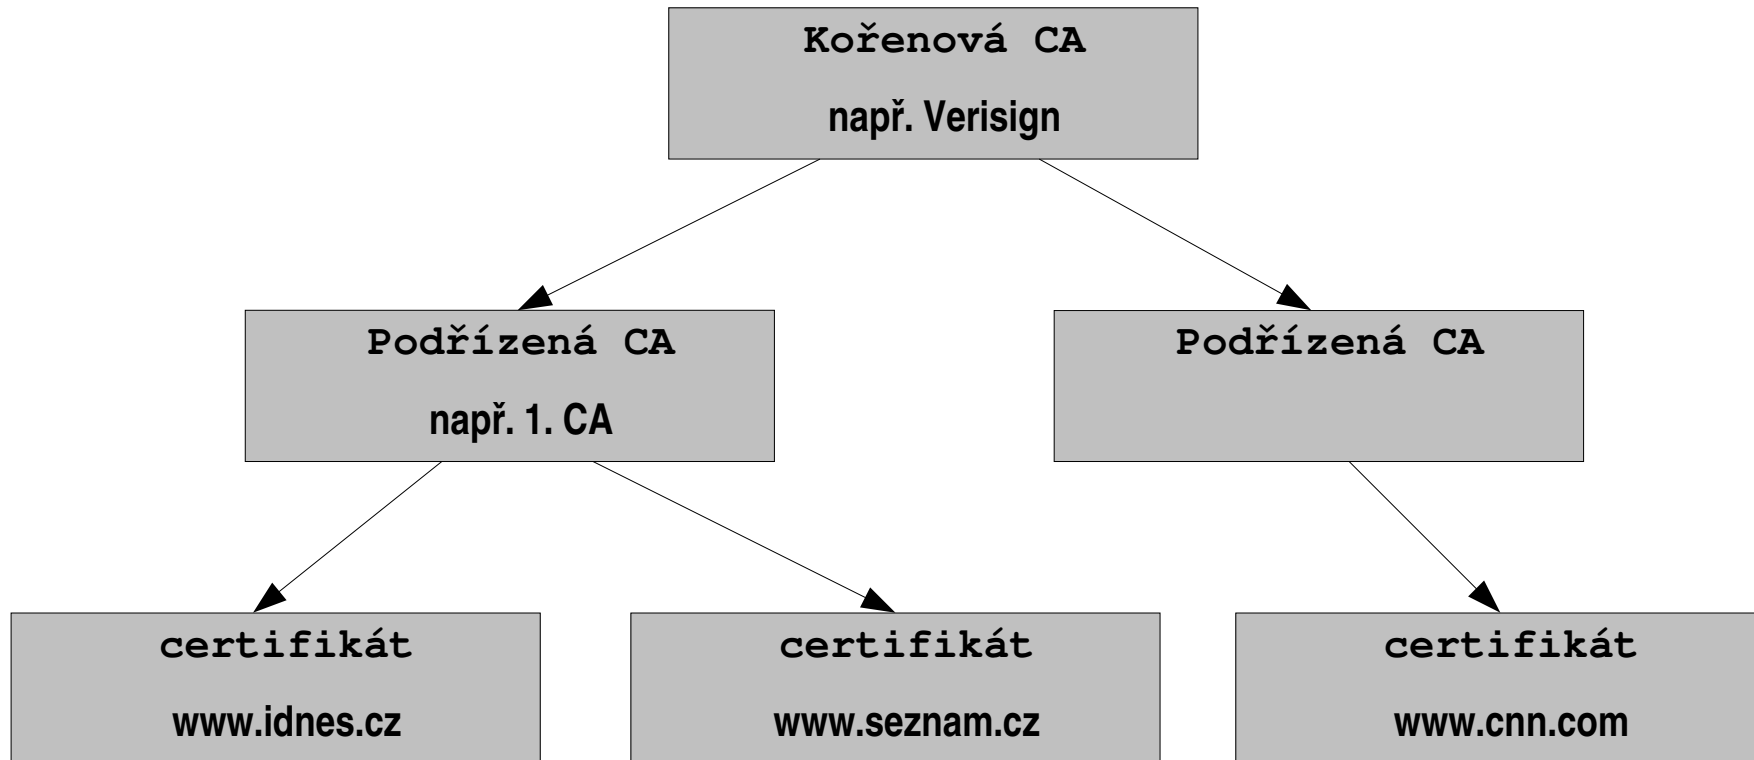 Kořenová CA
např. Verisign
Podřízená CA
např. 1. CA
Podřízená CA
certifikát
www.idnes.cz
certifikát
www.seznam.cz
certifikát
www.cnn.com